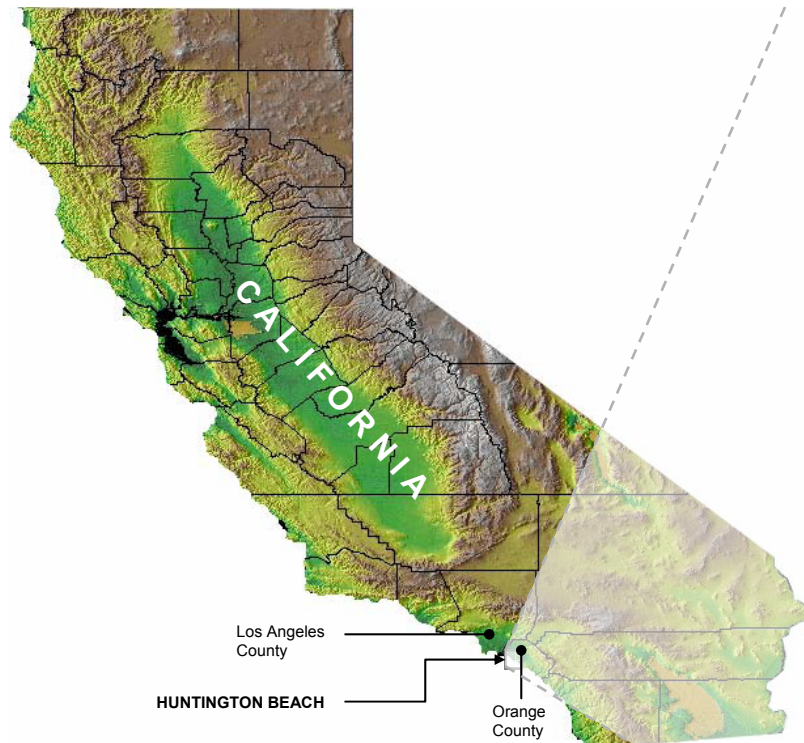 CALIFORNIA
Los Angeles
County
HUNTINGTON BEACH
Orange
County